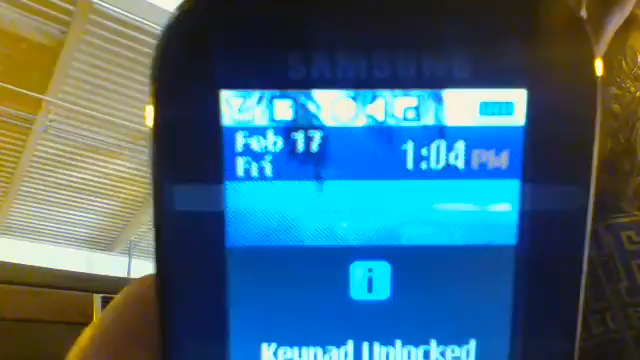 SAMSUNG
Feb 17
Fri
1:04 PM
i
Keypad Unlocked